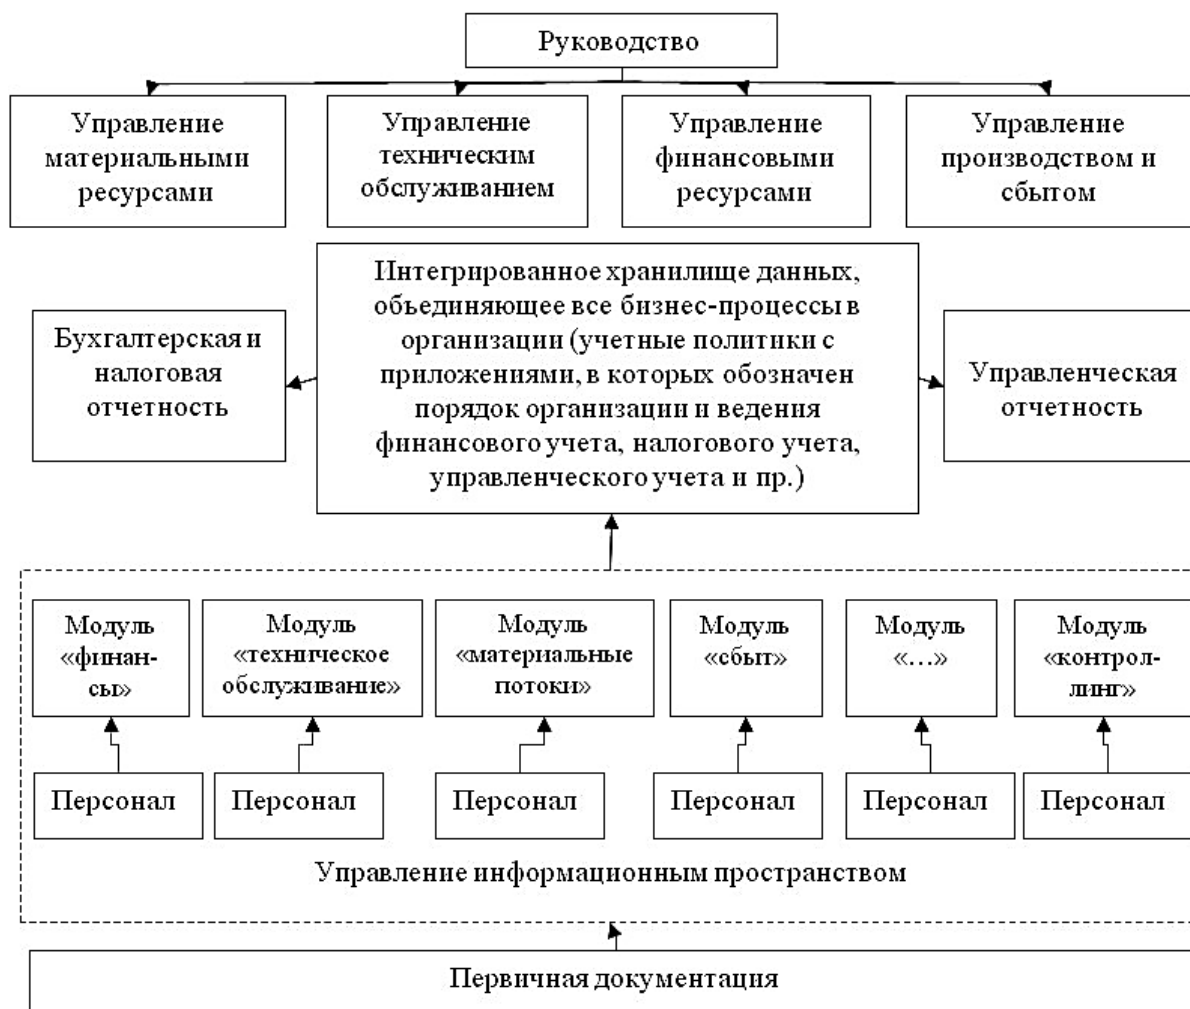 Руководство
Управление
материальными
ресурсами
Управление
техническим
обслуживанием
Управление
финансовыми
ресурсами
Управление
производством и
сбытом
Интегрированное хранилище данных,
объединяющее все бизнес-процессы в
организации (учетные политики с
приложениями, в которых обозначен
порядок организации и ведения
финансового учета, налогового учета,
управленческого учета и пр.)
Бухгалтерская и
налоговая
отчетность
Управленческая
отчетность
Модуль
«финан-
сы»
Модуль
«техническое
обслуживание»
Модуль
«материальные
потоки»
Модуль
«сбыт»
Модуль
«…»
Модуль
«контрол-
линг»
Персонал
Персонал
Персонал
Персонал
Персонал
Персонал
Управление информационным пространством
Первичная документация